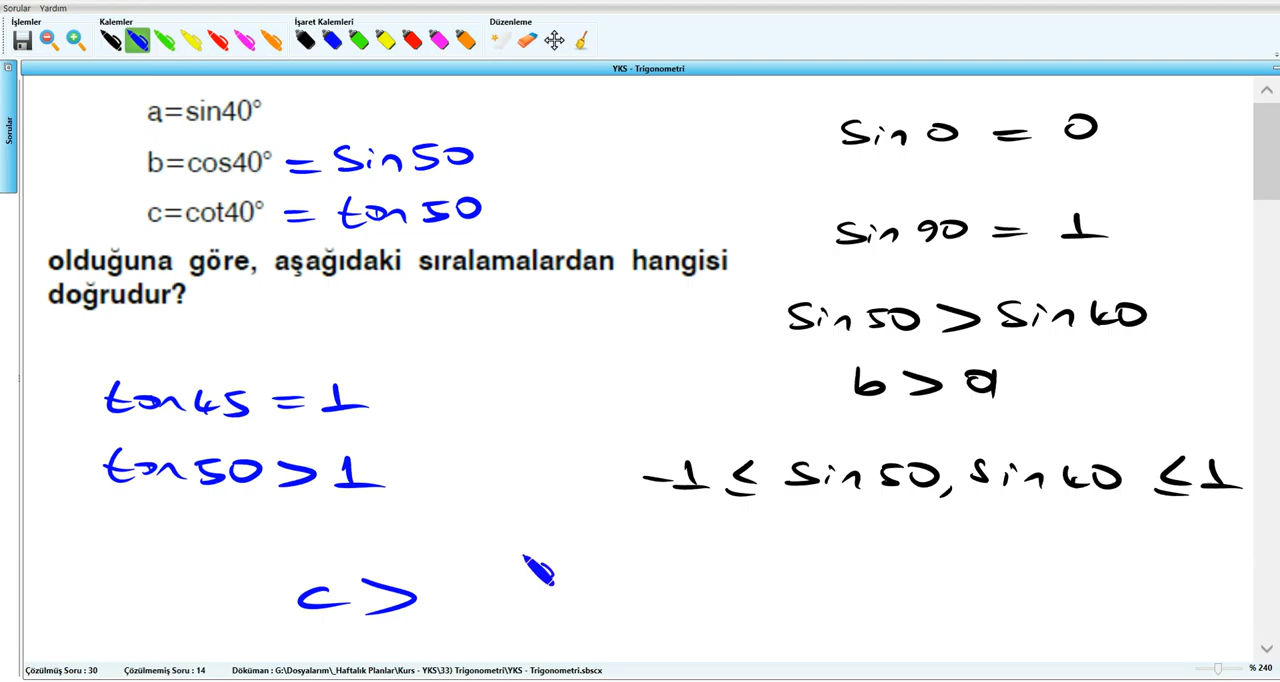 Sorular Yardım
İşlemler Kalemler İşaret Kalemleri Düzenleme
YKS - Trigonometri
Sorular
a=sin40°
b=cos40° = sin50
c=cot40° = tan50
olduğuna göre, aşağıdaki sıralamalardan hangisi
doğrudur?
tan45 = 1
tan50 > 1
c >
sin0 = 0
sin90 = 1
sin50 > sin40
b > a
-1 ≤ sin50, sin40 ≤ 1
Çözülmüş Soru : 30 Çözülmemiş Soru : 14 Döküman : G:\Dosyalarım\_Haftalık Planlar\Kurs - YKS\33) Trigonometri\YKS - Trigonometri.sbscx % 240